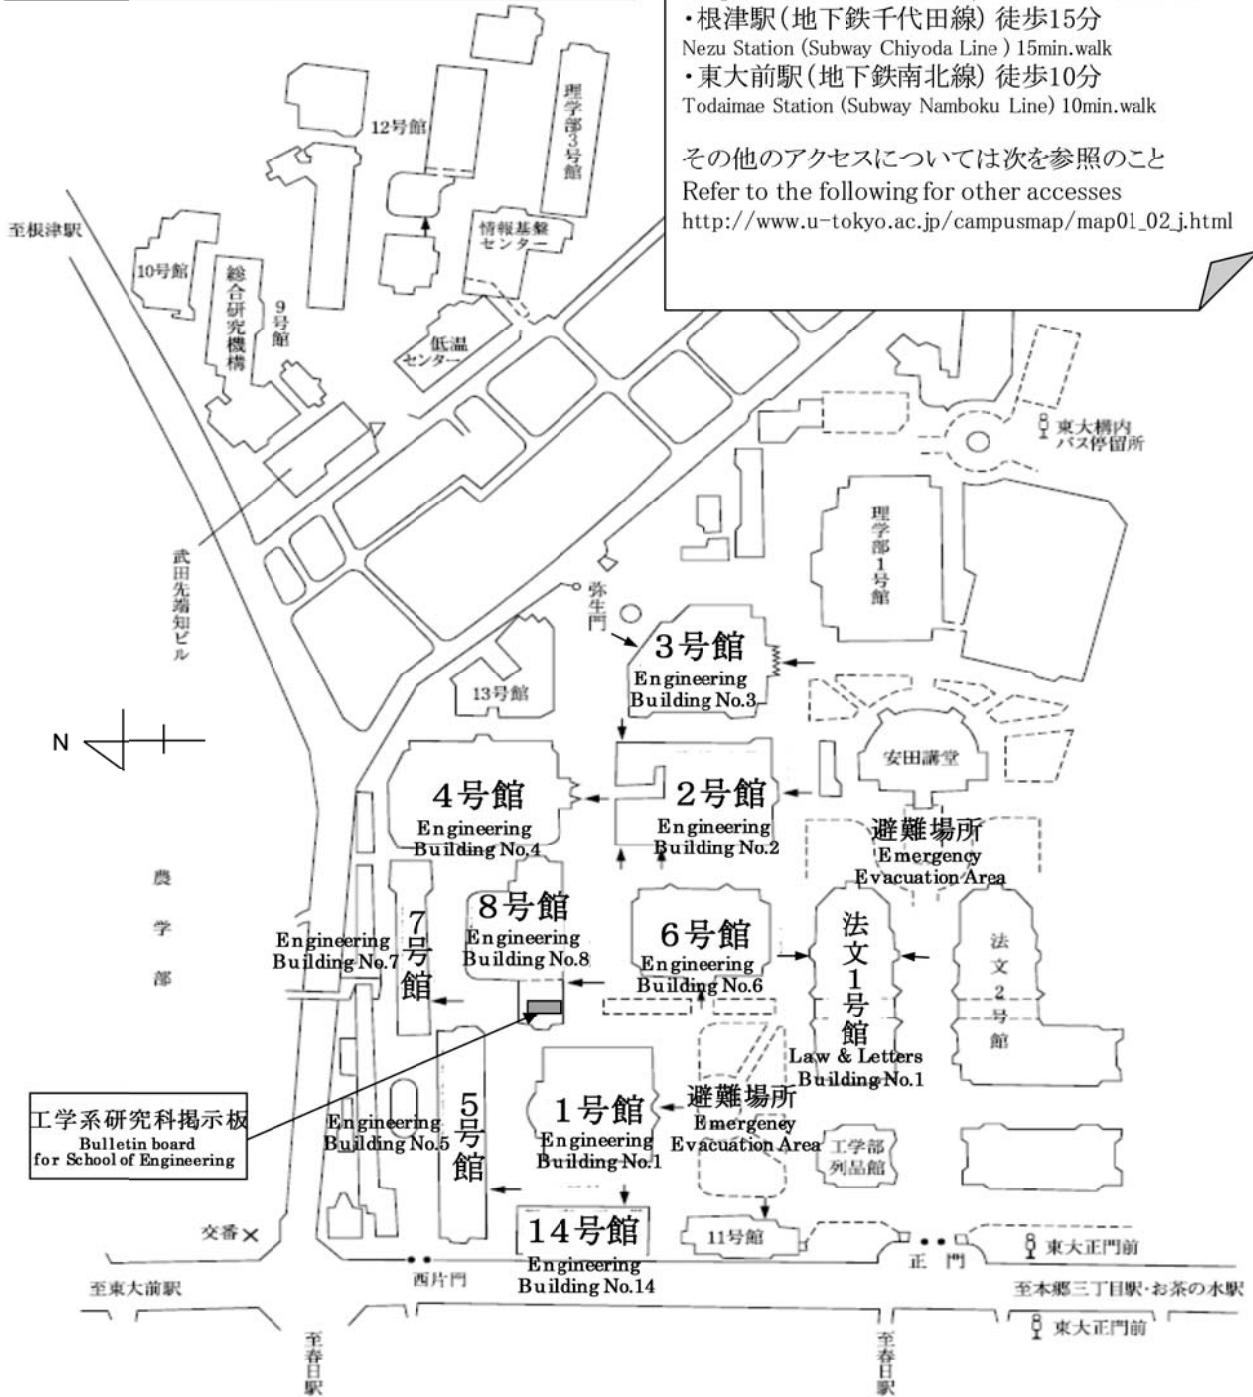 ・根津駅(地下鉄千代田線) 徒歩15分
Nezu Station (Subway Chiyoda Line ) 15min.walk
・東大前駅(地下鉄南北線) 徒歩10分
Todaimae Station (Subway Namboku Line) 10min.walk
その他のアクセスについては次を参照のこと
Refer to the following for other accesses
http://www.u-tokyo.ac.jp/campusmap/map01_02_j.html
理学部3号館
12号館
至根津駅
情報基盤
センター
10号館
総合研究機構
9号館
低温
センター
東大構内
バス停留所
理学部1号館
武田先端知ビル
弥生門
3号館
Engineering
Building No.3
13号館
N
安田講堂
4号館
Engineering
Building No.4
2号館
Engineering
Building No.2
避難場所
Emergency
Evacuation Area
農学部
7号館
Engineering
Building No.7
8号館
Engineering
Building No.8
6号館
Engineering
Building No.6
法文1号館
Law & Letters
Building No.1
法文2号館
工学系研究科掲示板
Bulletin board
for School of Engineering
5号館
Engineering
Building No.5
1号館
Engineering
Building No.1
避難場所
Emergency
Evacuation Area
工学部
列品館
交番
14号館
Engineering
Building No.14
11号館
正門
東大正門前
至東大前駅
西片門
至本郷三丁目駅・お茶の水駅
東大正門前
至春日駅
至春日駅